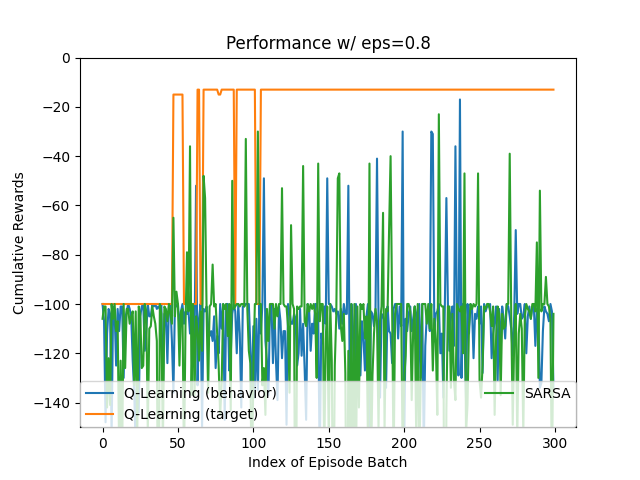 Performance w/ eps=0.8
Cumulative Rewards
0
−20
−40
−60
−80
−100
−120
−140
Q-Learning (behavior)
Q-Learning (target)
SARSA
0 50 100 150 200 250 300
Index of Episode Batch